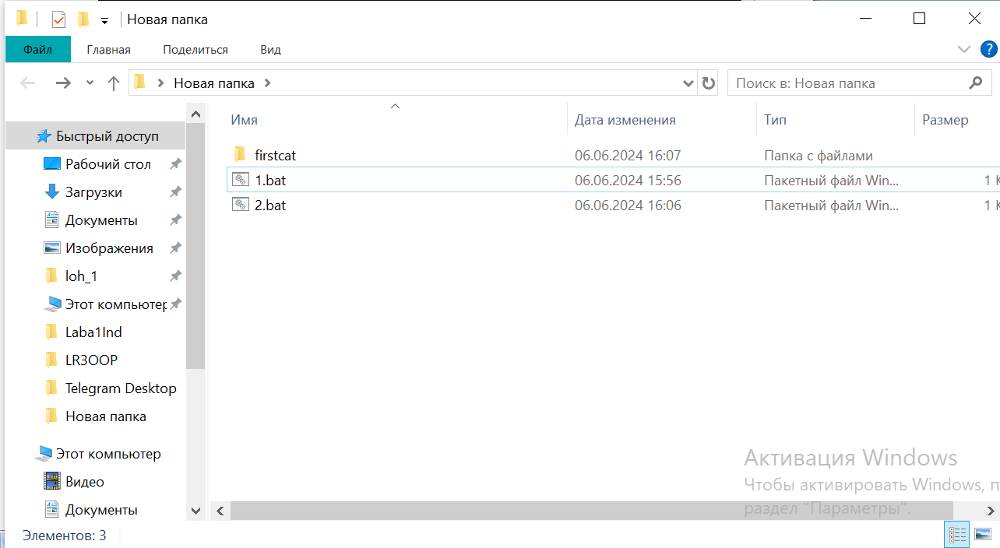 Новая папка
Файл Главная Поделиться Вид
Новая папка
Поиск в: Новая папка
Имя Дата изменения Тип Размер
Быстрый доступ
Рабочий стол
Загрузки
Документы
Изображения
loh_1
Этот компьютер
Laba1Ind
LR3OOP
Telegram Desktop
Новая папка
Этот компьютер
Видео
Документы
firstcat 06.06.2024 16:07 Папка с файлами
1.bat 06.06.2024 15:56 Пакетный файл Win... 1
2.bat 06.06.2024 16:06 Пакетный файл Win... 1
Активация Windows
Чтобы активировать Windows, п
раздел "Параметры".
Элементов: 3